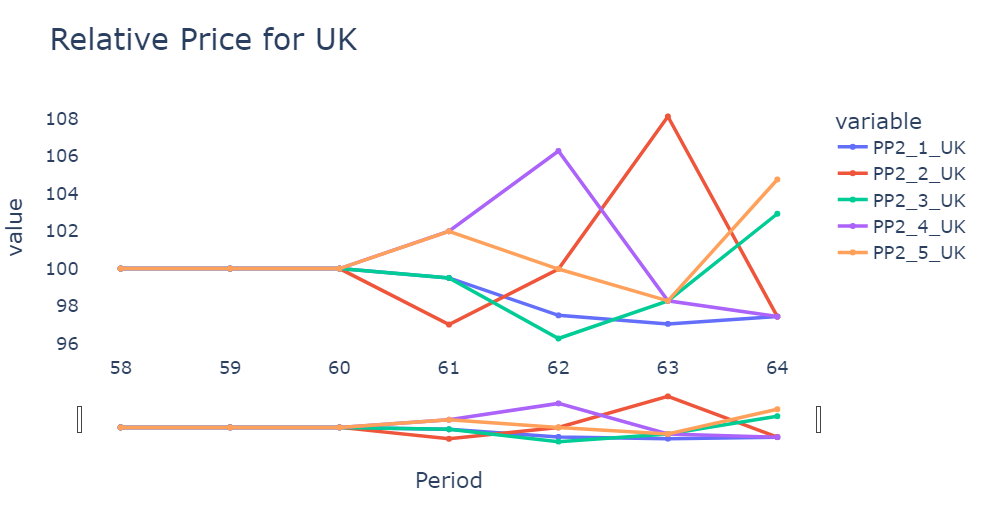 Relative Price for UK
value
108
106
104
102
100
98
96
58 59 60 61 62 63 64
Period
variable
PP2_1_UK
PP2_2_UK
PP2_3_UK
PP2_4_UK
PP2_5_UK